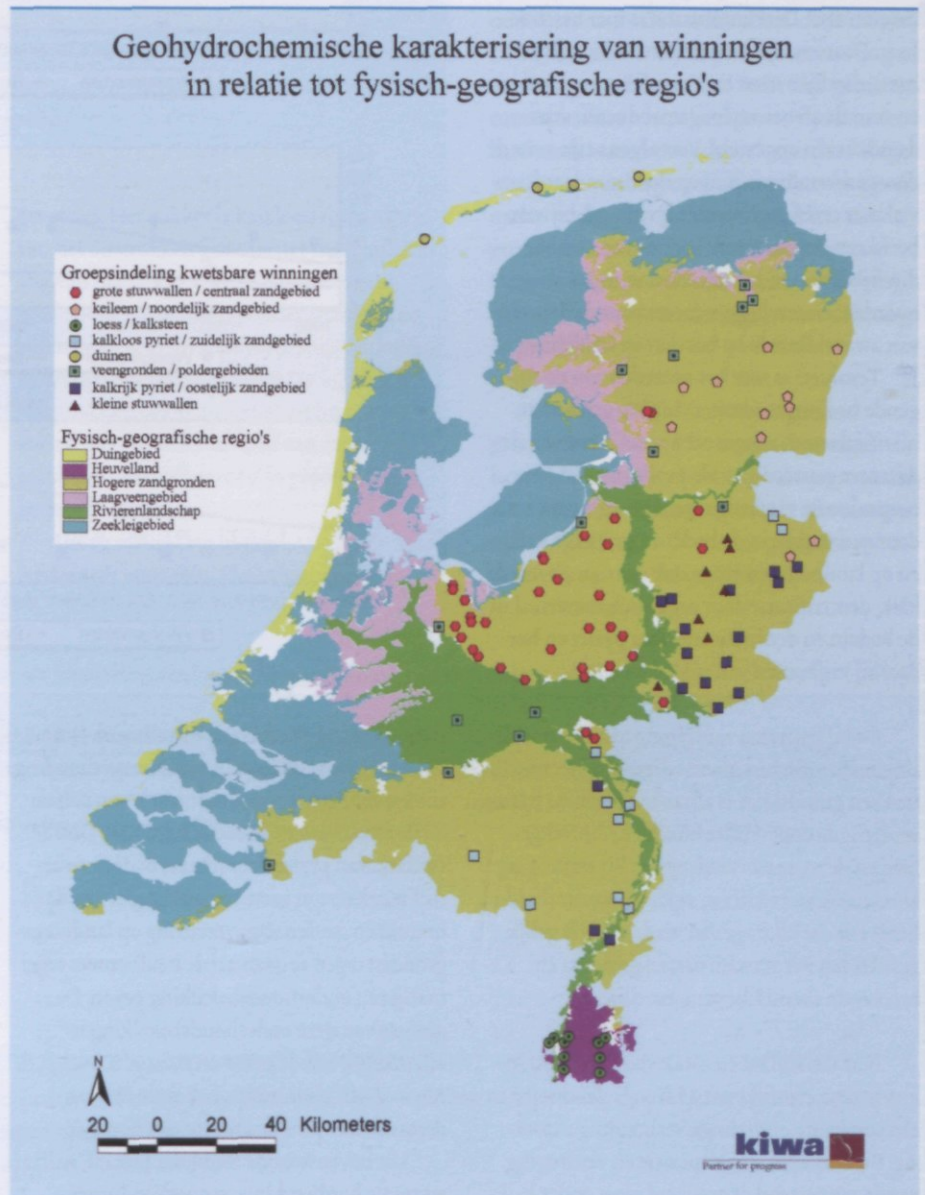 Geohydrochemische karakterisering van winningen
in relatie tot fysisch-geografische regio's
Groepsindeling kwetsbare winningen
grote stuwwallen / centraal zandgebied
keileem / noordelijk zandgebied
loess / kalksteen
kalkloos pyriet / zuidelijk zandgebied
duinen
veengronden / poldergebieden
kalkrijk pyriet / oostelijk zandgebied
kleine stuwwallen
Fysisch-geografische regio's
Duingebied
Heuvelland
Hogere zandgronden
Laagveengebied
Rivierenlandschap
Zeekleigebied
N
20 0 20 40 Kilometers
kiwa
Partner for progress